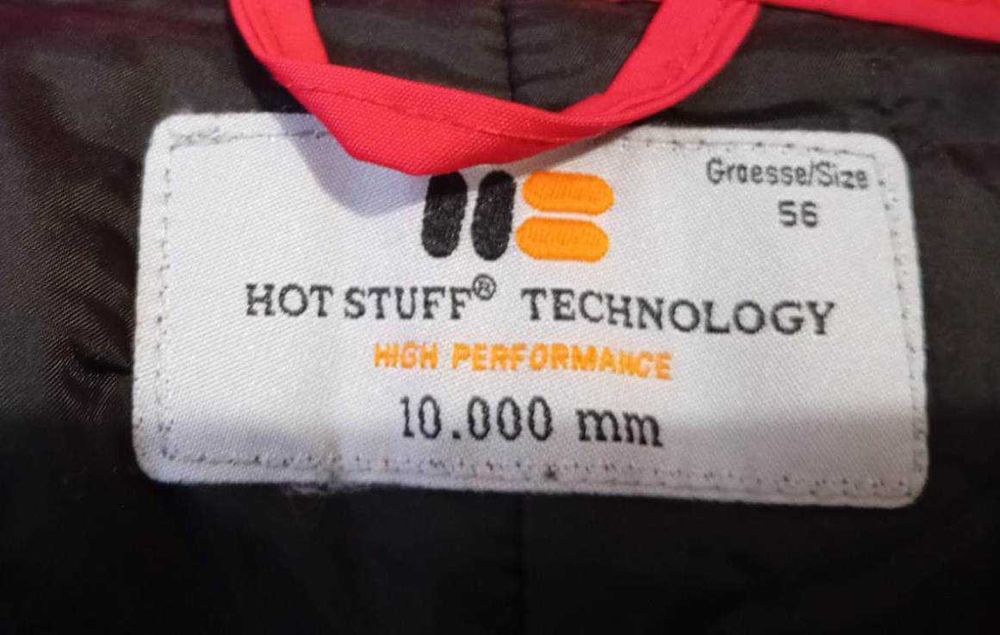 Graesse/Size
56
HOT STUFF® TECHNOLOGY
HIGH PERFORMANCE
10.000 mm